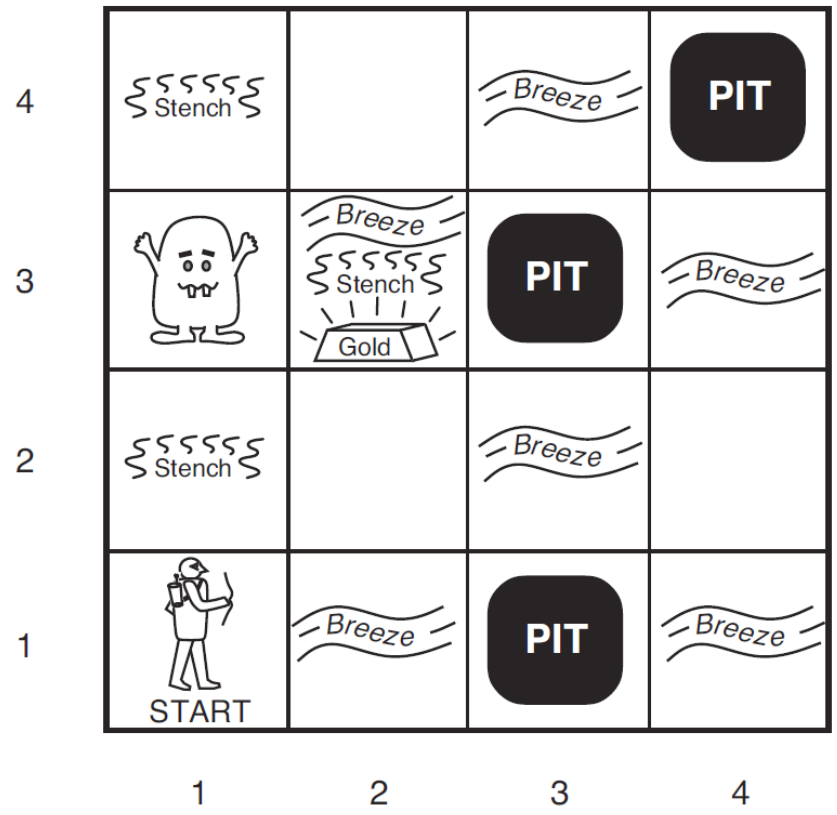 4
Stench
Breeze
PIT
3
Breeze
Stench
Gold
PIT
Breeze
2
Stench
Breeze
1
START
Breeze
PIT
Breeze
1 2 3 4